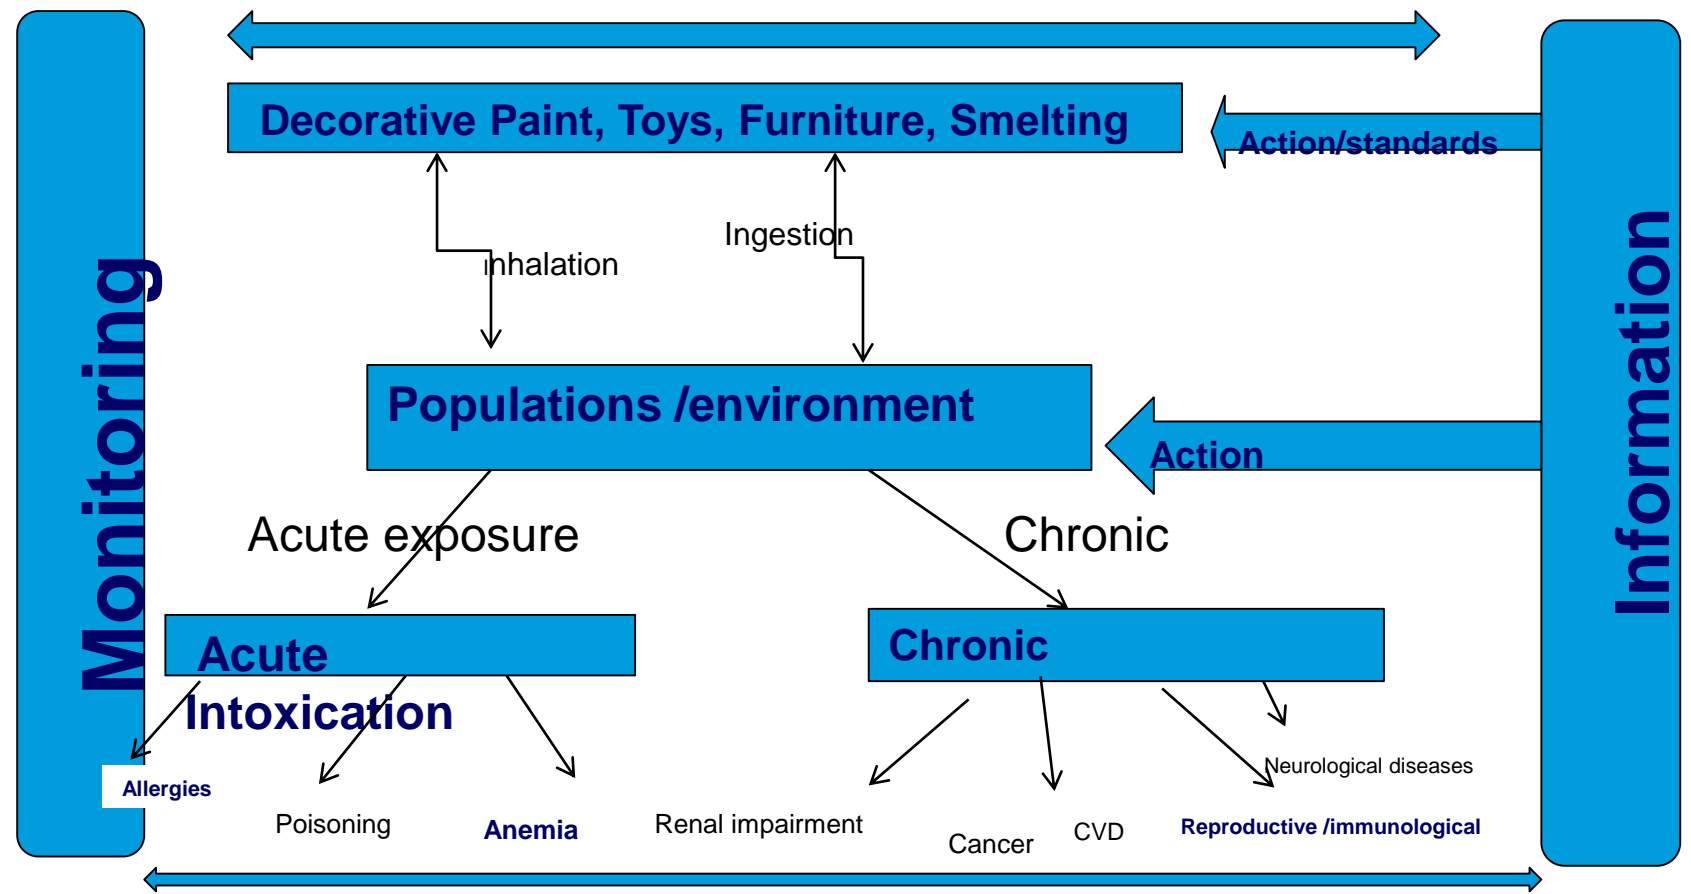 Monitoring
Decorative Paint, Toys, Furniture, Smelting
Action/standards
Ingestion
inhalation
Information
Populations /environment
Action
Acute exposure
Chronic
Acute
Intoxication
Chronic
Allergies
Poisoning
Anemia
Renal impairment
Cancer
CVD
Neurological diseases
Reproductive /immunological